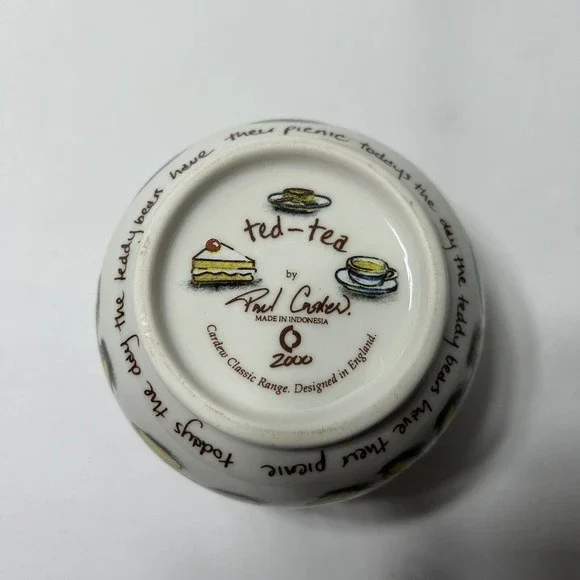 ted-tea
by
Paul Cardew.
MADE IN INDONESIA
2000
Cardew Classic Range. Designed in England.
todays the day the teddy bears have their picnic todays the day the teddy bears have their picnic